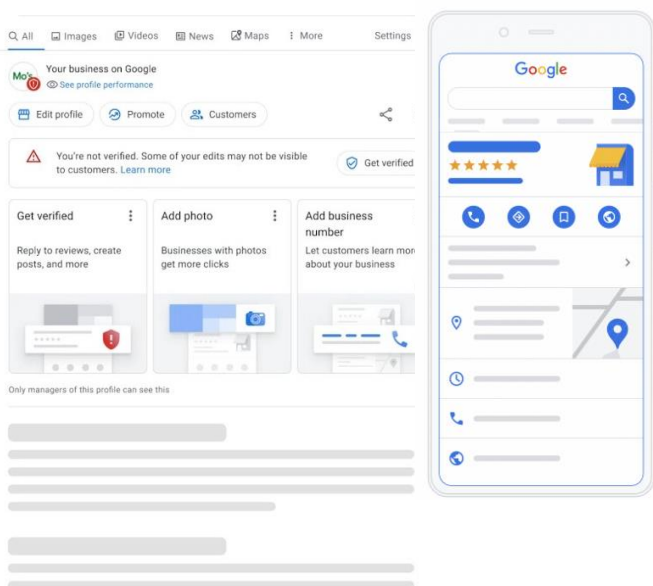 All Images Videos News Maps More Settings
Mo's Your business on Google
See profile performance
Edit profile Promote Customers
You're not verified. Some of your edits may not be visible
to customers. Learn more
Get verified
Get verified
Reply to reviews, create
posts, and more
Add photo
Businesses with photos
get more clicks
Add business
number
Let customers learn more
about your business
Only managers of this profile can see this
Google